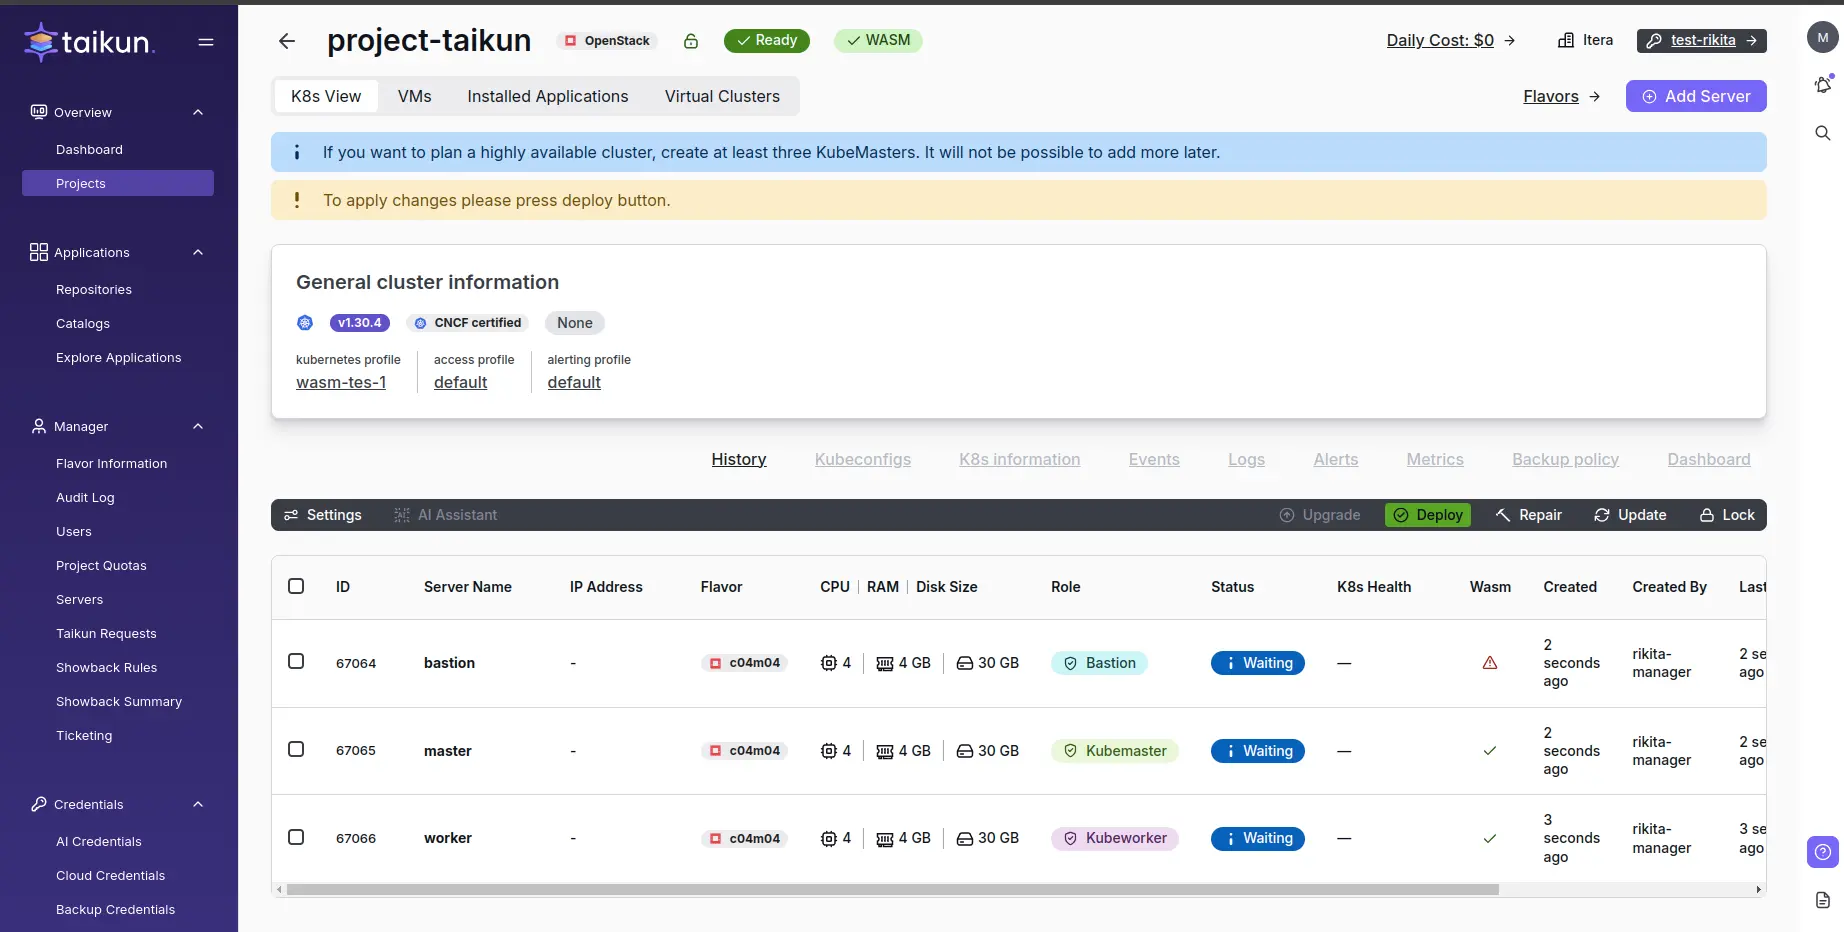 taikun.
Overview
Dashboard
Projects
Applications
Repositories
Catalogs
Explore Applications
Manager
Flavor Information
Audit Log
Users
Project Quotas
Servers
Taikun Requests
Showback Rules
Showback Summary
Ticketing
Credentials
AI Credentials
Cloud Credentials
Backup Credentials
project-taikun OpenStack Ready WASM Daily Cost: $0 Itera test-rikita M
K8s View VMs Installed Applications Virtual Clusters Flavors Add Server
If you want to plan a highly available cluster, create at least three KubeMasters. It will not be possible to add more later.
To apply changes please press deploy button.
General cluster information
v1.30.4 CNCF certified None
kubernetes profile access profile alerting profile
wasm-tes-1 default default
History Kubeconfigs K8s information Events Logs Alerts Metrics Backup policy Dashboard
Settings AI Assistant Upgrade Deploy Repair Update Lock
ID Server Name IP Address Flavor CPU RAM Disk Size Role Status K8s Health Wasm Created Created By Last
67064 bastion - c04m04 4 4 GB 30 GB Bastion Waiting — 2 seconds ago rikita-manager 2 se ago
67065 master - c04m04 4 4 GB 30 GB Kubemaster Waiting — 2 seconds ago rikita-manager 2 se ago
67066 worker - c04m04 4 4 GB 30 GB Kubeworker Waiting — 3 seconds ago rikita-manager 3 se ago